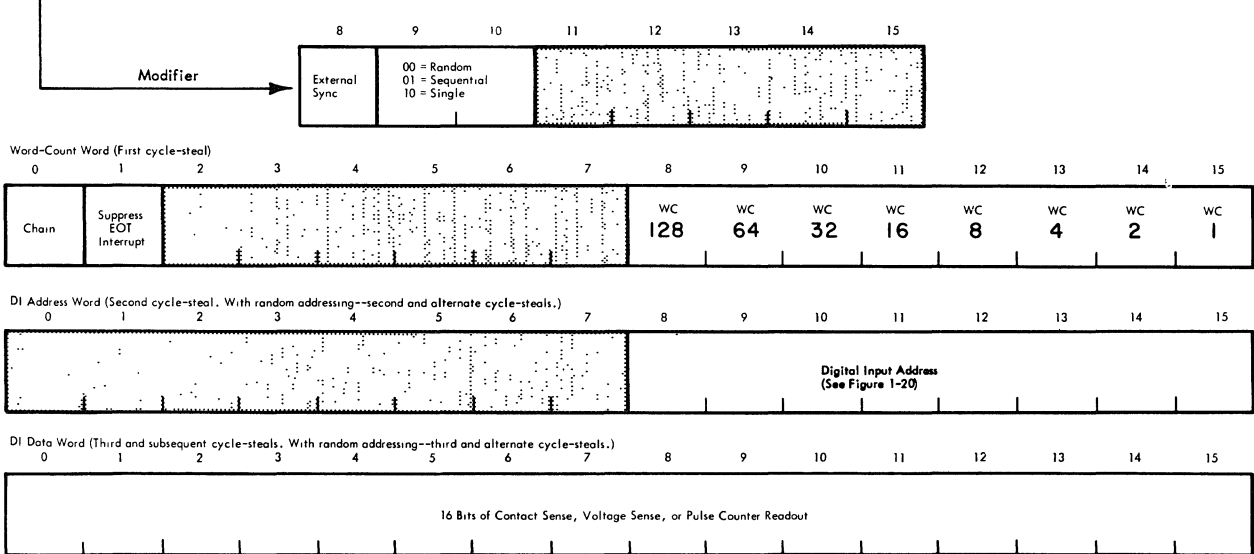 8 9 10 11 12 13 14 15
Modifier
External
Sync
00 = Random
01 = Sequential
10 = Single
Word-Count Word (First cycle-steal)
0 1 2 3 4 5 6 7 8 9 10 11 12 13 14 15
Chain
Suppress
EOT
Interrupt
WC WC WC WC WC WC WC WC
128 64 32 16 8 4 2 1
DI Address Word (Second cycle-steal. With random addressing--second and alternate cycle-steals.)
0 1 2 3 4 5 6 7 8 9 10 11 12 13 14 15
Digital Input Address
(See Figure 1-20)
DI Data Word (Third and subsequent cycle-steals. With random addressing--third and alternate cycle-steals.)
0 1 2 3 4 5 6 7 8 9 10 11 12 13 14 15
16 Bits of Contact Sense, Voltage Sense, or Pulse Counter Readout